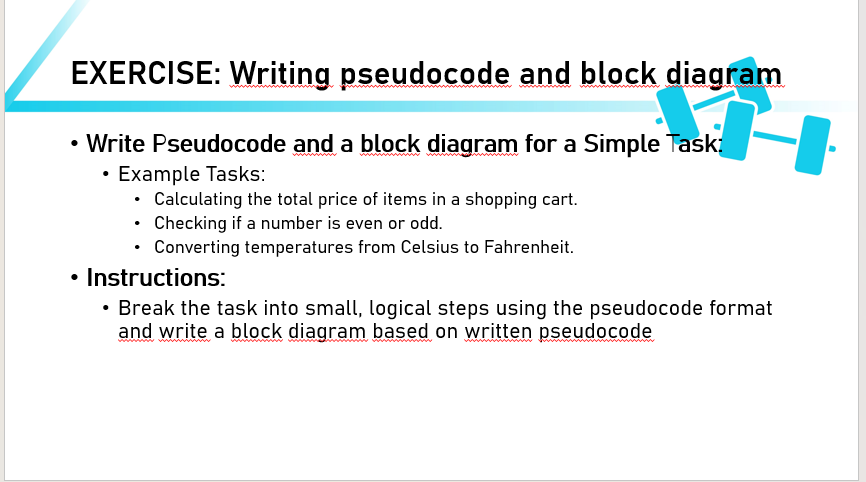 EXERCISE: Writing pseudocode and block diagram
• Write Pseudocode and a block diagram for a Simple Task:
• Example Tasks:
• Calculating the total price of items in a shopping cart.
• Checking if a number is even or odd.
• Converting temperatures from Celsius to Fahrenheit.
• Instructions:
• Break the task into small, logical steps using the pseudocode format
and write a block diagram based on written pseudocode